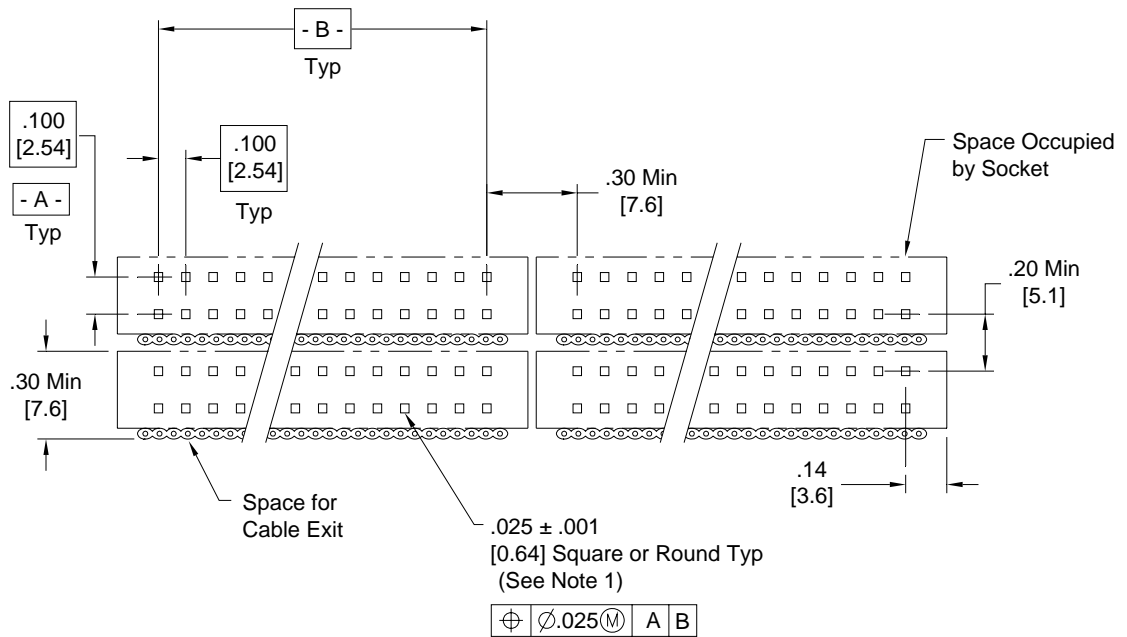 - B -
Typ
.100
[2.54]
.100
[2.54]
- A -
Typ
Typ
.30 Min
[7.6]
Space Occupied
by Socket
.20 Min
[5.1]
.30 Min
[7.6]
.14
[3.6]
Space for
Cable Exit
.025 ± .001
[0.64] Square or Round Typ
(See Note 1)
⌖ ∅.025Ⓜ A B